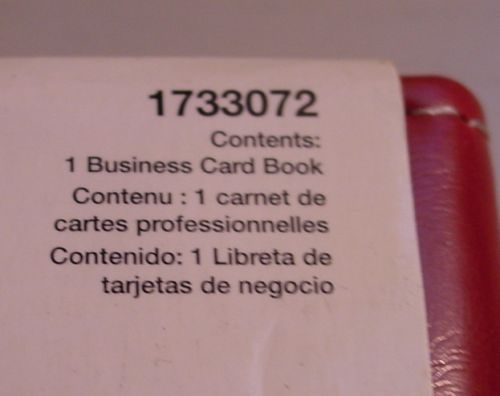 1733072
Contents:
1 Business Card Book
Contenu : 1 carnet de
cartes professionnelles
Contenido: 1 Libreta de
tarjetas de negocio